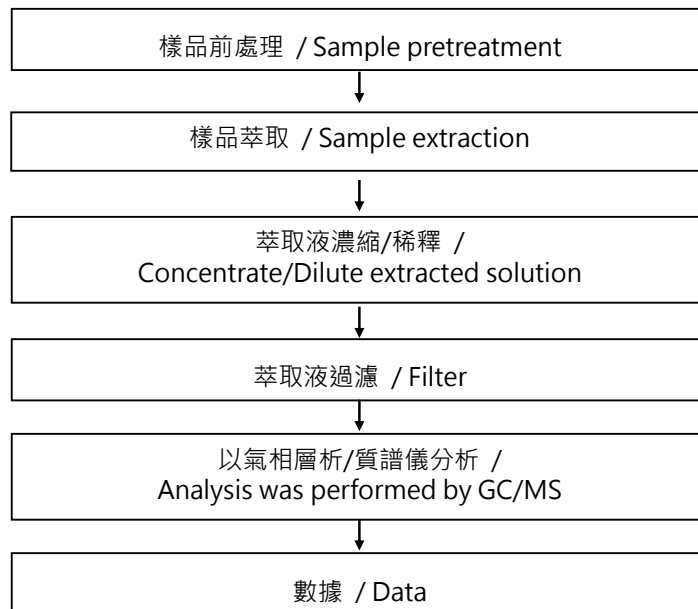 樣品前處理 / Sample pretreatment
樣品萃取 / Sample extraction
萃取液濃縮/稀釋 /
Concentrate/Dilute extracted solution
萃取液過濾 / Filter
以氣相層析/質譜儀分析 /
Analysis was performed by GC/MS
數據 / Data